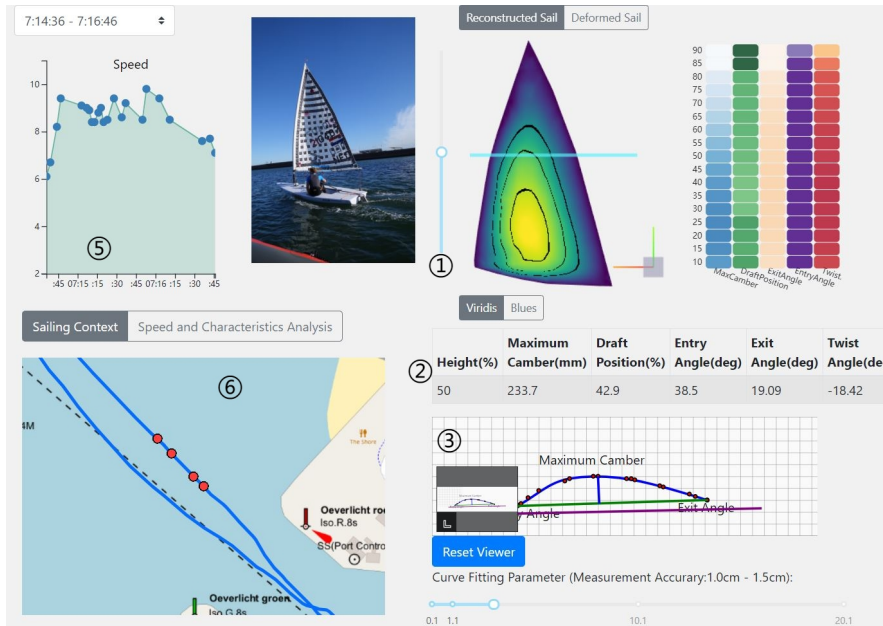 7:14:36 - 7:16:46
Speed
10
8
6
4
2
:45 07:15 :15 :30 :45 07:16 :15 :30 :45
⑤
Reconstructed Sail Deformed Sail
①
90
85
80
75
70
65
60
55
50
45
40
35
30
25
20
15
10
MaxCamber DraftPosition ExitAngle EntryAngle Twist
Viridis Blues
②
Height(%) Maximum Camber(mm) Draft Position(%) Entry Angle(deg) Exit Angle(deg) Twist Angle(de
50 233.7 42.9 38.5 19.09 -18.42
③
Maximum Camber
y Angle Exit Angle
Reset Viewer
Curve Fitting Parameter (Measurement Accurary:1.0cm - 1.5cm):
0.1 1.1 10.1 20.1
Sailing Context Speed and Characteristics Analysis
⑥
4M
The Shore
Oeverlicht ro
Iso.R.8s
SS(Port Contro
Oeverlicht groen
Iso.G.8s